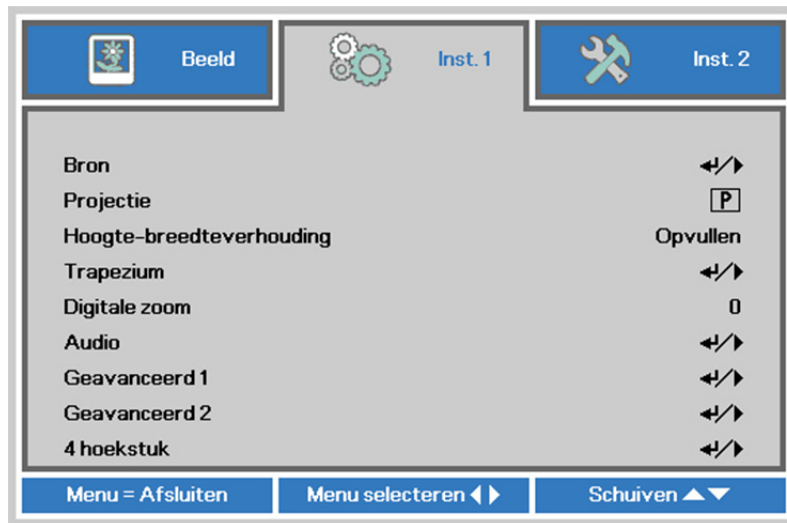 Beeld
Inst. 1
Inst. 2
Bron
Projectie P
Hoogte-breedteverhouding Opvullen
Trapezium
Digitale zoom 0
Audio
Geavanceerd 1
Geavanceerd 2
4 hoekstuk
Menu = Afsluiten
Menu selecteren
Schuiven